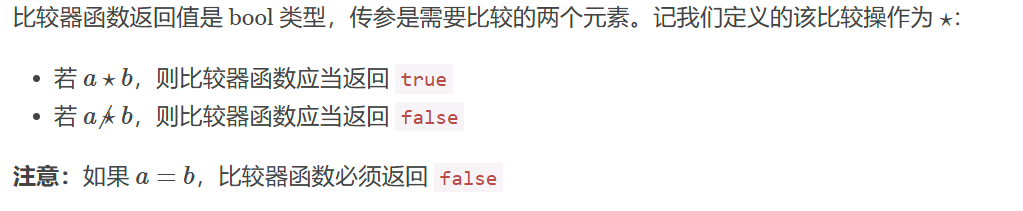 比较器函数返回值是 bool 类型，传参是需要比较的两个元素。记我们定义的该比较操作为 ⋆：
• 若 a ⋆ b，则比较器函数应当返回 true
• 若 a ⋆̸ b，则比较器函数应当返回 false
注意：如果 a = b，比较器函数必须返回 false